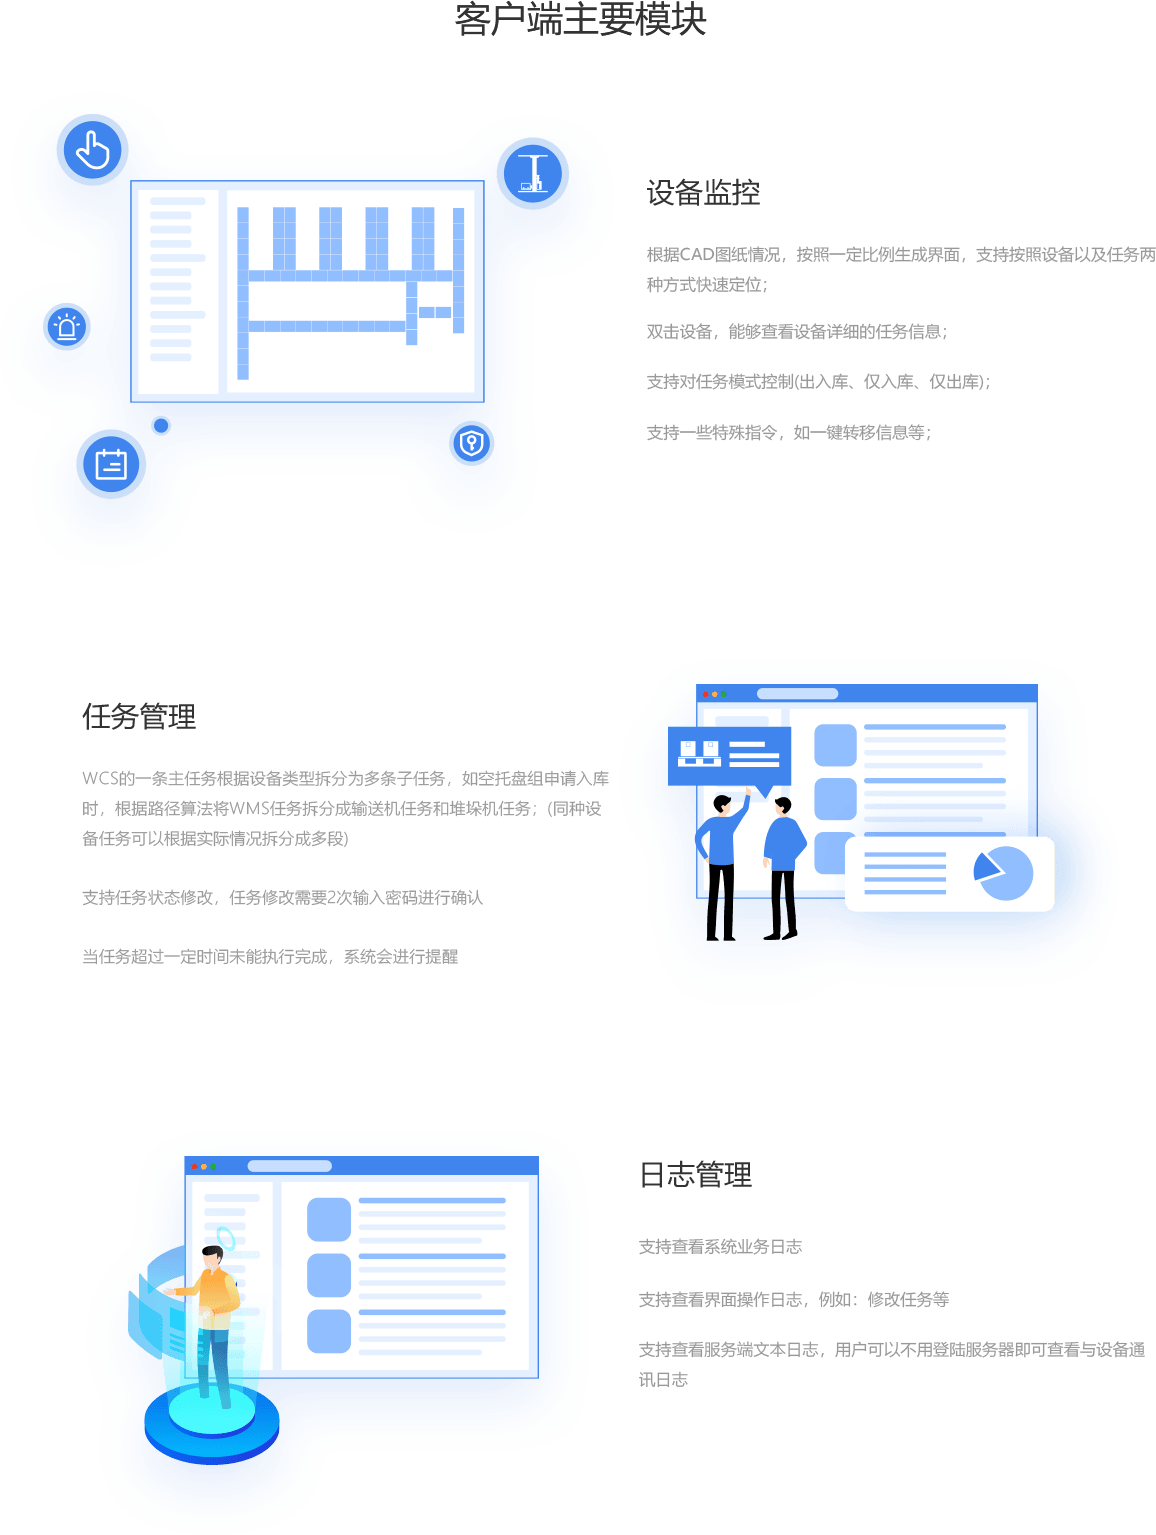 客户端主要模块
设备监控
根据CAD图纸情况，按照一定比例生成界面，支持按照设备以及任务两
种方式快速定位；
双击设备，能够查看设备详细的任务信息；
支持对任务模式控制(出入库、仅入库、仅出库)；
支持一些特殊指令，如一键转移信息等；
任务管理
WCS的一条主任务根据设备类型拆分为多条子任务，如空托盘组申请入库
时，根据路径算法将WMS任务拆分成输送机任务和堆垛机任务；(同种设
备任务可以根据实际情况拆分成多段)
支持任务状态修改，任务修改需要2次输入密码进行确认
当任务超过一定时间未能执行完成，系统会进行提醒
日志管理
支持查看系统业务日志
支持查看界面操作日志，例如：修改任务等
支持查看服务端文本日志，用户可以不用登陆服务器即可查看与设备通
讯日志